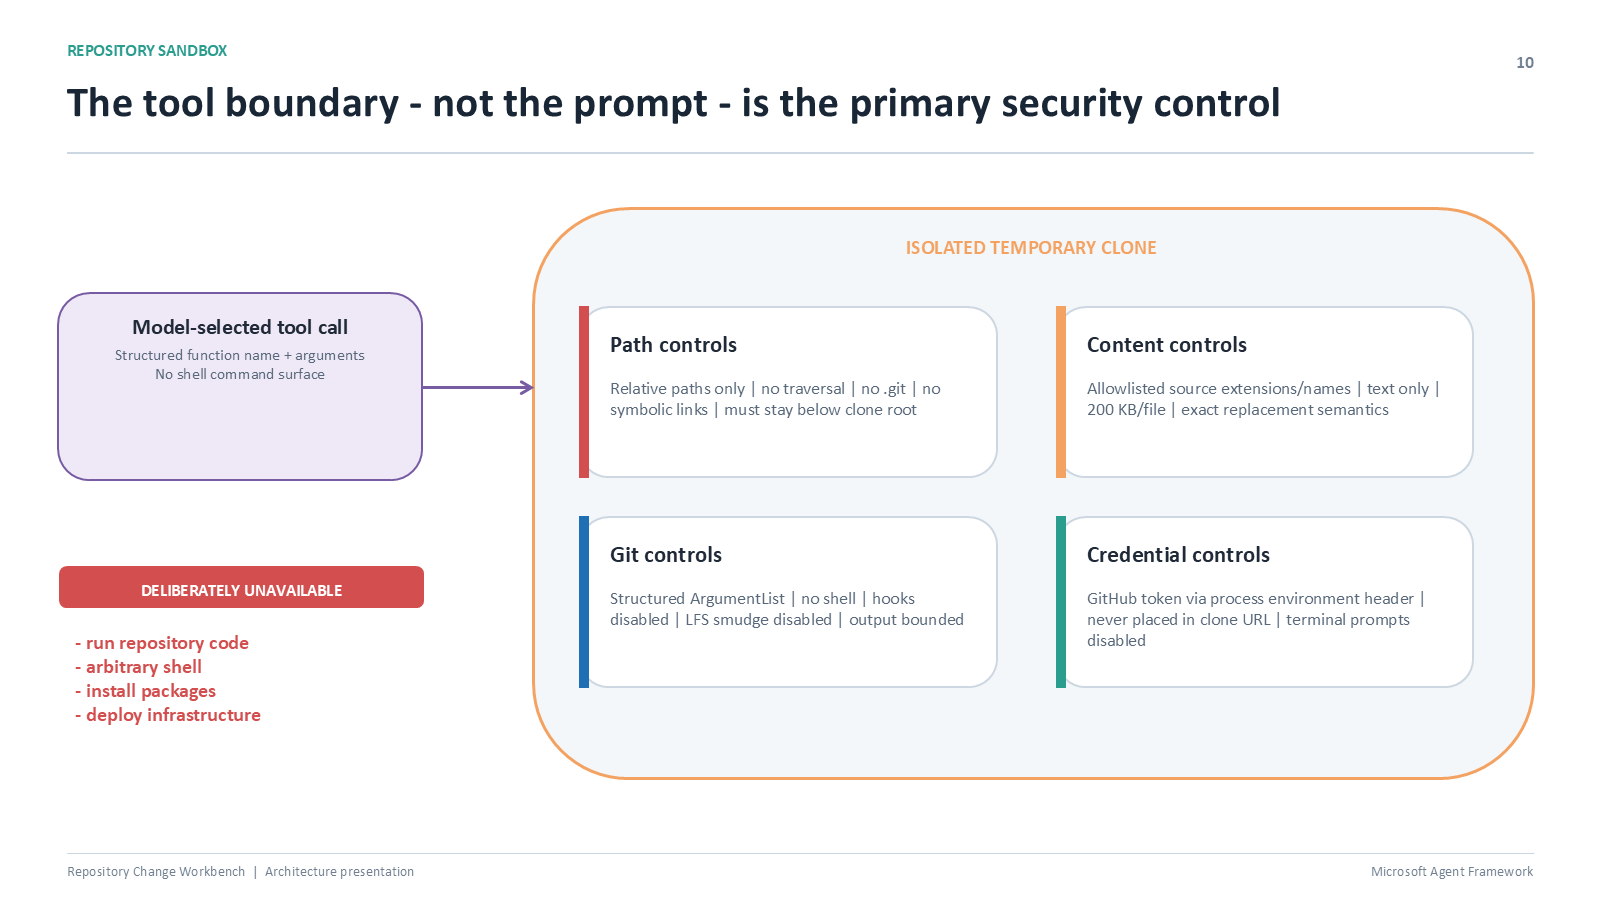 REPOSITORY SANDBOX
10
The tool boundary - not the prompt - is the primary security control
ISOLATED TEMPORARY CLONE
Model-selected tool call
Structured function name + arguments
No shell command surface
Path controls
Relative paths only | no traversal | no .git | no
symbolic links | must stay below clone root
Content controls
Allowlisted source extensions/names | text only |
200 KB/file | exact replacement semantics
Git controls
Structured ArgumentList | no shell | hooks
disabled | LFS smudge disabled | output bounded
Credential controls
GitHub token via process environment header |
never placed in clone URL | terminal prompts
disabled
DELIBERATELY UNAVAILABLE
- run repository code
- arbitrary shell
- install packages
- deploy infrastructure
Repository Change Workbench | Architecture presentation
Microsoft Agent Framework